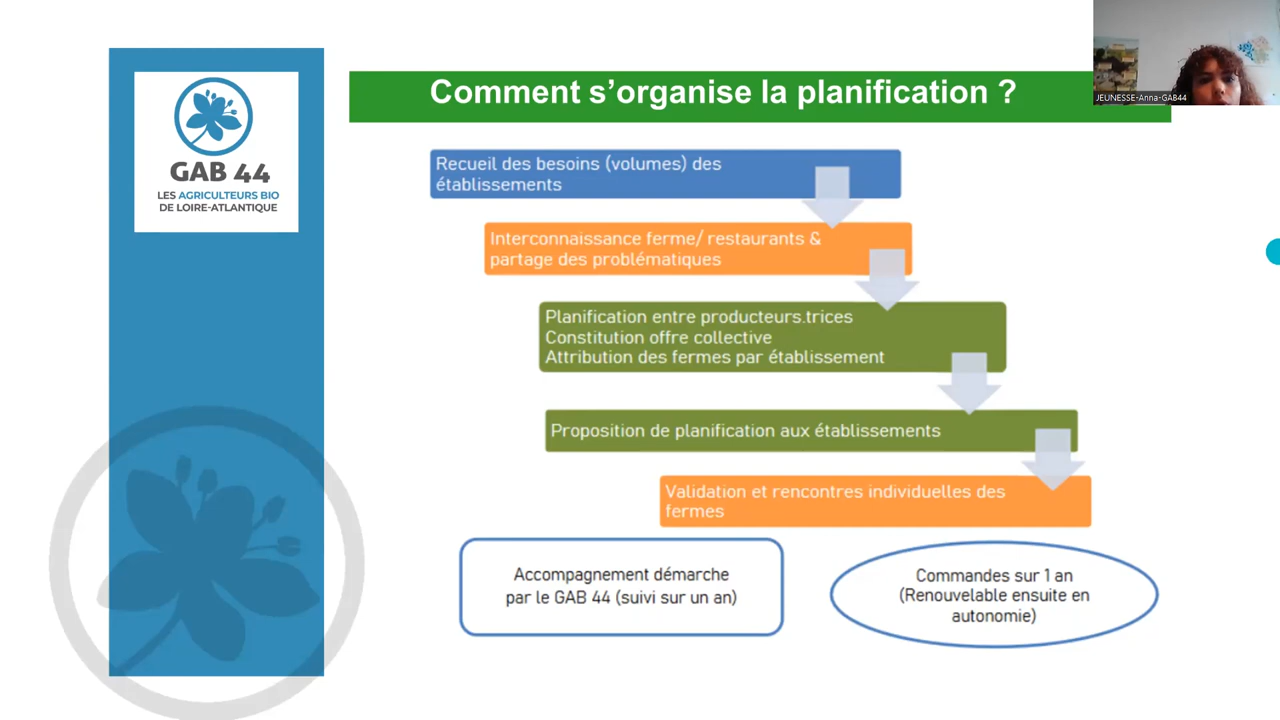 Comment s’organise la planification ?
JEUNESSE-Anna-GAB44
GAB 44
LES AGRICULTEURS BIO
DE LOIRE-ATLANTIQUE
Recueil des besoins (volumes) des
établissements
Interconnaissance ferme/ restaurants &
partage des problématiques
Planification entre producteurs.trices
Constitution offre collective
Attribution des fermes par établissement
Proposition de planification aux établissements
Validation et rencontres individuelles des
fermes
Accompagnement démarche
par le GAB 44 (suivi sur un an)
Commandes sur 1 an
(Renouvelable ensuite en
autonomie)